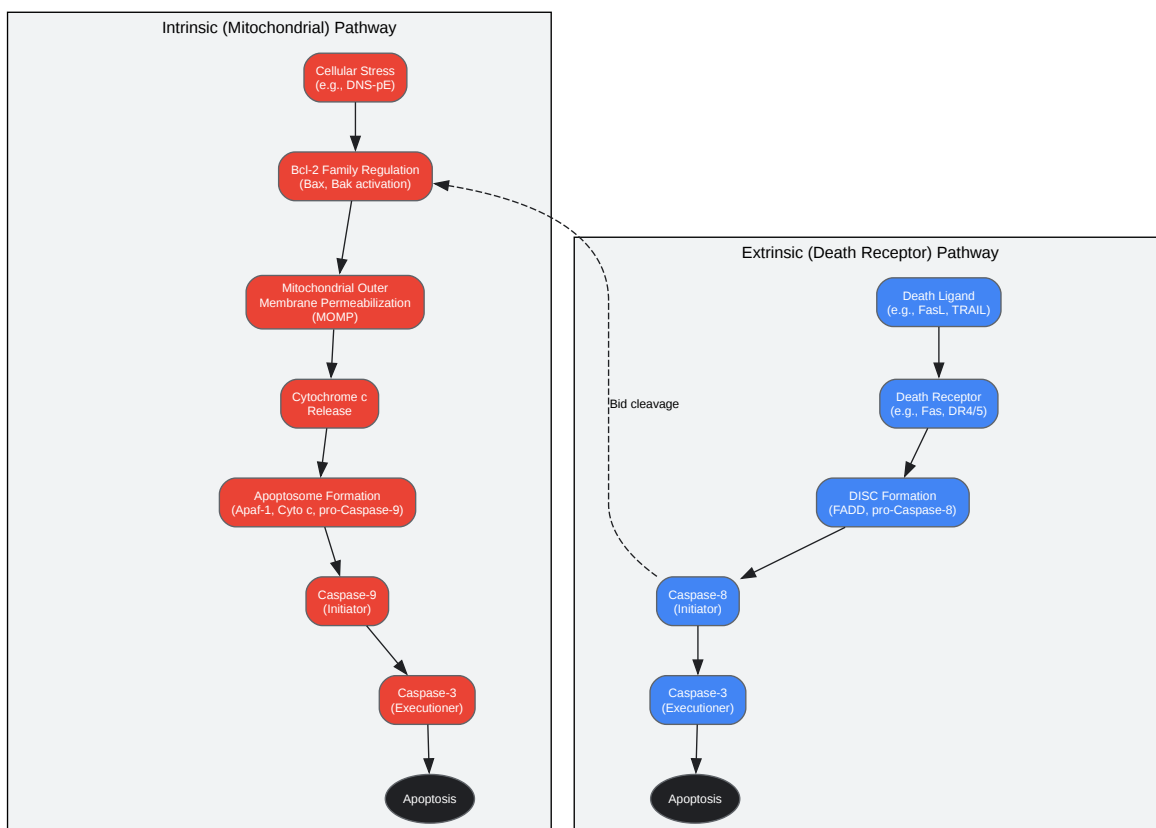 Intrinsic (Mitochondrial) Pathway
Cellular Stress
(e.g., DNS-pE)
Bcl-2 Family Regulation
(Bax, Bak activation)
Mitochondrial Outer
Membrane Permeabilization
(MOMP)
Cytochrome c
Release
Apoptosome Formation
(Apaf-1, Cyto c, pro-Caspase-9)
Caspase-9
(Initiator)
Caspase-3
(Executioner)
Apoptosis
Bid cleavage
Extrinsic (Death Receptor) Pathway
Death Ligand
(e.g., FasL, TRAIL)
Death Receptor
(e.g., Fas, DR4/5)
DISC Formation
(FADD, pro-Caspase-8)
Caspase-8
(Initiator)
Caspase-3
(Executioner)
Apoptosis